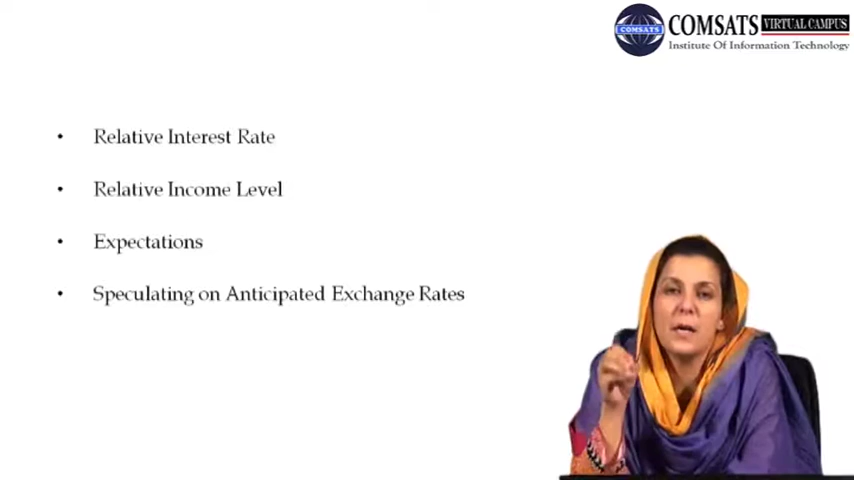 COMSATS VIRTUAL CAMPUS
COMSATS
Institute Of Information Technology
• Relative Interest Rate
• Relative Income Level
• Expectations
• Speculating on Anticipated Exchange Rates